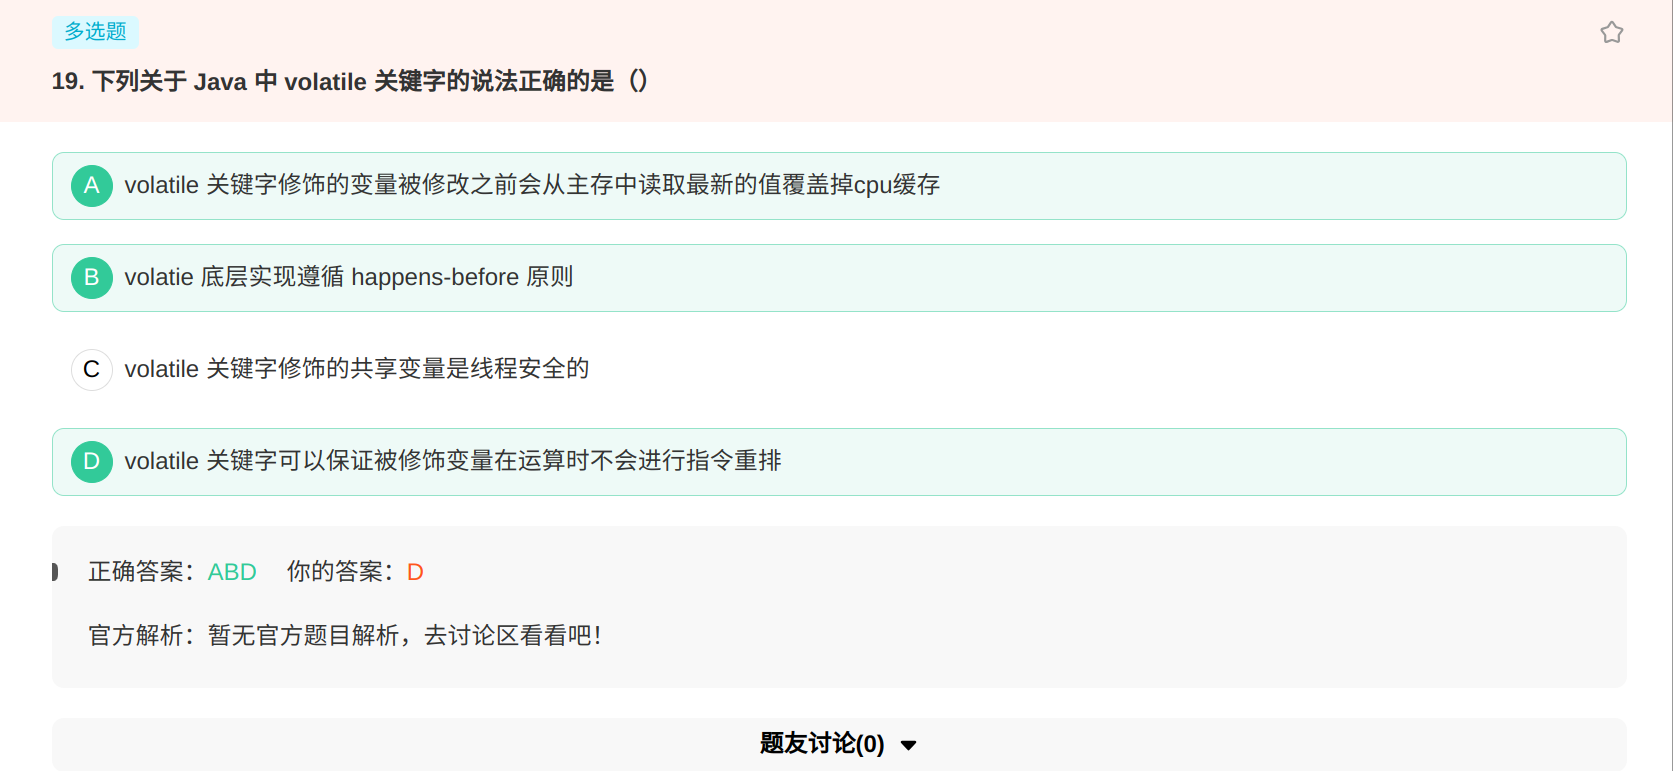 多选题
19. 下列关于 Java 中 volatile 关键字的说法正确的是（）
A volatile 关键字修饰的变量被修改之前会从主存中读取最新的值覆盖掉cpu缓存
B volatie 底层实现遵循 happens-before 原则
C volatile 关键字修饰的共享变量是线程安全的
D volatile 关键字可以保证被修饰变量在运算时不会进行指令重排
正确答案：ABD 你的答案：D
官方解析：暂无官方题目解析，去讨论区看看吧！
题友讨论(0)